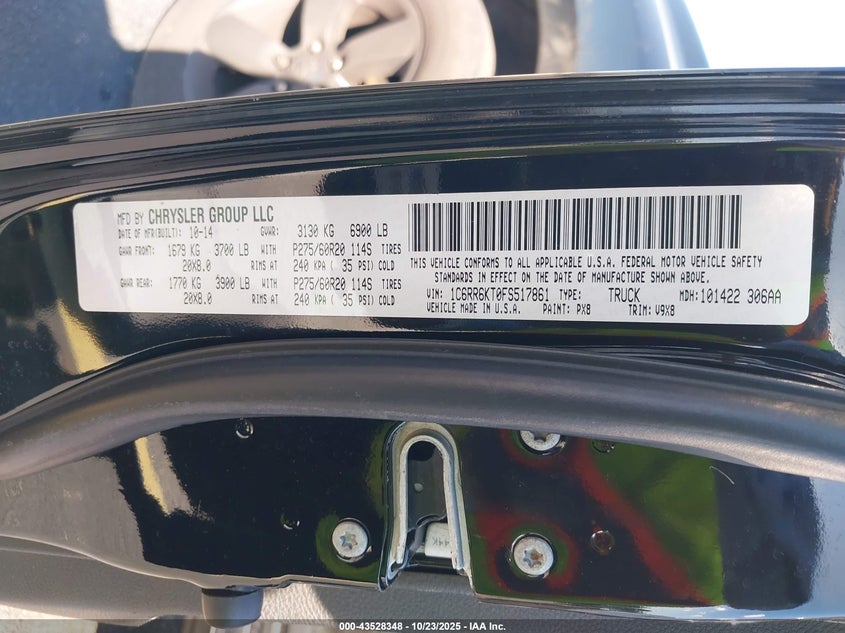 MFD BY CHRYSLER GROUP LLC
DATE OF MFR(BUILT): 10-14 GVWR: 3130 KG 6900 LB
GAWR FRONT: 1679 KG 3700 LB WITH P275/60R20 114S TIRES
20X8.0 RIMS AT 240 KPA ( 35 PSI) COLD
GAWR REAR: 1770 KG 3900 LB WITH P275/60R20 114S TIRES
20X8.0 RIMS AT 240 KPA ( 35 PSI) COLD
THIS VEHICLE CONFORMS TO ALL APPLICABLE U.S.A. FEDERAL MOTOR VEHICLE SAFETY
STANDARDS IN EFFECT ON THE DATE OF MANUFACTURE SHOWN ABOVE.
VIN: 1C6RR6KT0FS517861 TYPE: TRUCK MDH: 101422 306AA
VEHICLE MADE IN U.S.A. PAINT: PX8 TRIM: V9X8
000-43528348 - 10/23/2025 - IAA Inc.